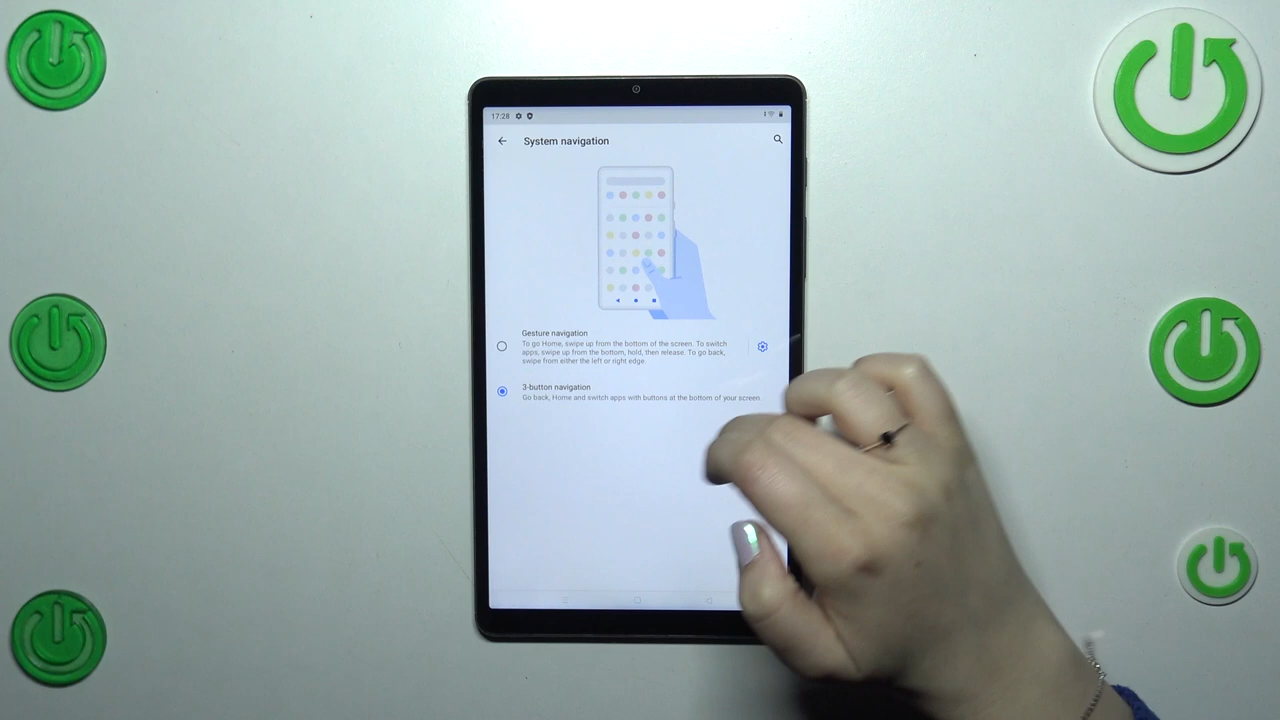 17:28
System navigation
Gesture navigation
To go Home, swipe up from the bottom of the screen. To switch
apps, swipe up from the bottom, hold, then release. To go back,
swipe from either the left or right edge.
3-button navigation
Go back, Home and switch apps with buttons at the bottom of your screen